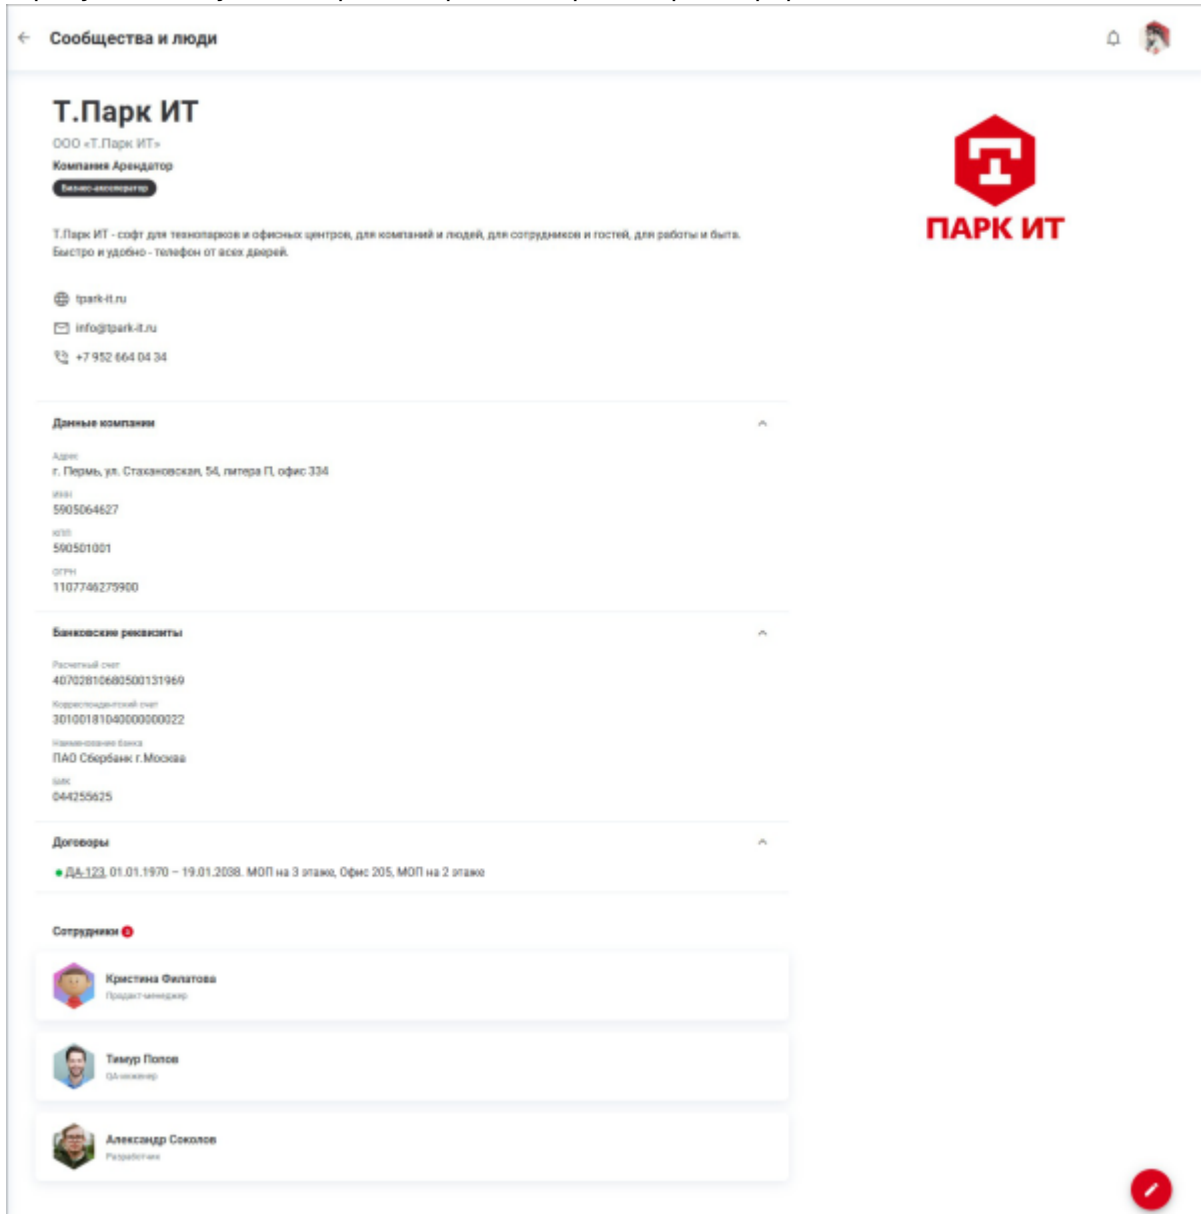 Сообщества и люди
Т.Парк ИТ
ООО «Т.Парк ИТ»
Компания Арендатор
Бизнес-акселератор
Т.Парк ИТ - софт для технопарков и офисных центров, для компаний и людей, для сотрудников и гостей, для работы и быта.
Быстро и удобно - телефон от всех дверей.
tpark-it.ru
info@tpark-it.ru
+7 952 664 04 34
ПАРК ИТ
Данные компании
Адрес
г. Пермь, ул. Стахановская, 54, литера П, офис 334
ИНН
5905064627
КПП
590501001
ОГРН
1107746275900
Банковские реквизиты
Расчетный счет
40702810680500131969
Корреспондентский счет
30100181040000000022
Наименование банка
ПАО Сбербанк г.Москва
БИК
044255625
Договоры
ДА-123, 01.01.1970 – 19.01.2038. МОП на 3 этаже, Офис 205, МОП на 2 этаже
Сотрудники
Кристина Филатова
Продакт-менеджер
Тимур Попов
QA-инженер
Александр Соколов
Разработчик